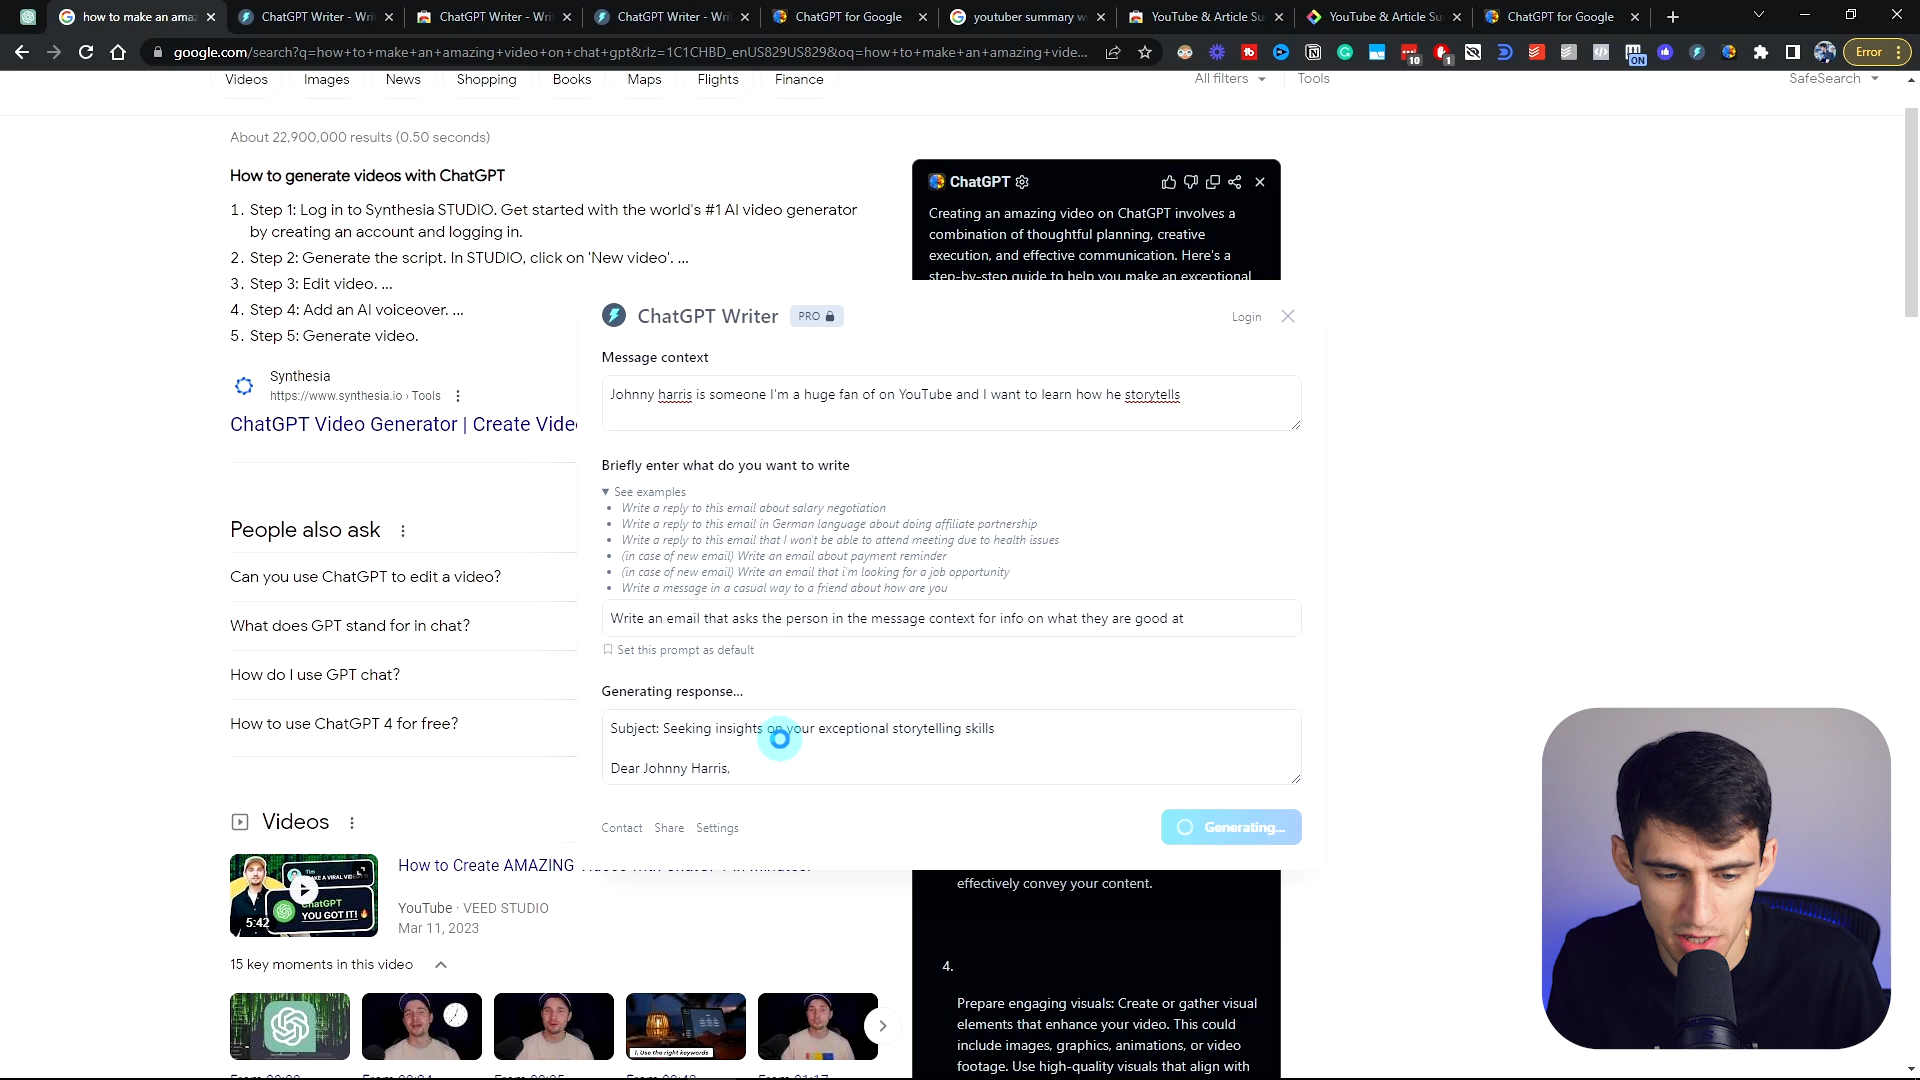 how to make an ama
ChatGPT Writer - Wri
ChatGPT Writer - Wri
ChatGPT Writer - Wri
ChatGPT for Google
youtuber summary w
YouTube & Article Su
YouTube & Article Su
ChatGPT for Google
google.com/search?q=how+to+make+an+amazing+video+on+chat+gpt&rlz=1C1CHBD_enUS829US829&oq=how+to+make+an+amazing+vide...
10
1
ON
Error
Videos
Images
News
Shopping
Books
Maps
Flights
Finance
All filters
Tools
SafeSearch
About 22,900,000 results (0.50 seconds)
How to generate videos with ChatGPT
1. Step 1: Log in to Synthesia STUDIO. Get started with the world's #1 AI video generator
by creating an account and logging in.
2. Step 2: Generate the script. In STUDIO, click on 'New video'. ...
3. Step 3: Edit video. ...
4. Step 4: Add an AI voiceover. ...
5. Step 5: Generate video.
Synthesia
https://www.synthesia.io › Tools
ChatGPT Video Generator | Create Vide
ChatGPT
Creating an amazing video on ChatGPT involves a
combination of thoughtful planning, creative
execution, and effective communication. Here's a
step-by-step guide to help you make an exceptional
ChatGPT Writer
PRO
Login
Message context
Johnny harris is someone I'm a huge fan of on YouTube and I want to learn how he storytells
Briefly enter what do you want to write
▼ See examples
• Write a reply to this email about salary negotiation
• Write a reply to this email in German language about doing affiliate partnership
• Write a reply to this email that I won't be able to attend meeting due to health issues
• (in case of new email) Write an email about payment reminder
• (in case of new email) Write an email that i'm looking for a job opportunity
• Write a message in a casual way to a friend about how are you
Write an email that asks the person in the message context for info on what they are good at
Set this prompt as default
Generating response...
Subject: Seeking insights on your exceptional storytelling skills
Dear Johnny Harris,
Contact
Share
Settings
Generating...
People also ask
Can you use ChatGPT to edit a video?
What does GPT stand for in chat?
How do I use GPT chat?
How to use ChatGPT 4 for free?
Videos
How to Create AMAZING
YouTube · VEED STUDIO
Mar 11, 2023
Tim
MAKE A VIRAL VIDEO
ChatGPT
YOU GOT IT!
5:42
15 key moments in this video
1. Use the right keywords
effectively convey your content.
4.
Prepare engaging visuals: Create or gather visual
elements that enhance your video. This could
include images, graphics, animations, or video
footage. Use high-quality visuals that align with